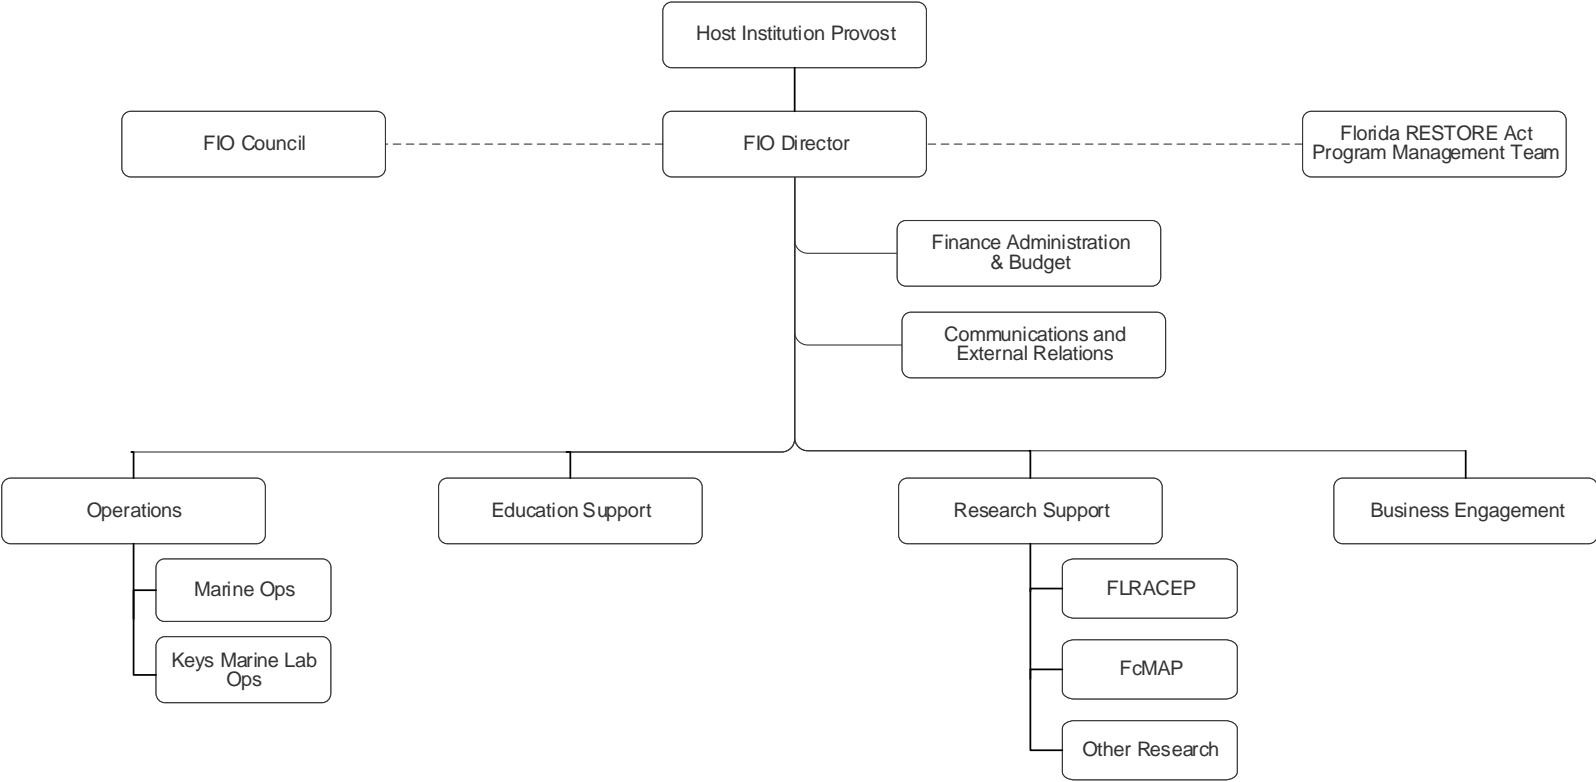 Host Institution Provost
FIO Council
FIO Director
Florida RESTORE Act
Program Management Team
Finance Administration
& Budget
Communications and
External Relations
Operations
Education Support
Research Support
Business Engagement
Marine Ops
Keys Marine Lab
Ops
FLRACEP
FcMAP
Other Research